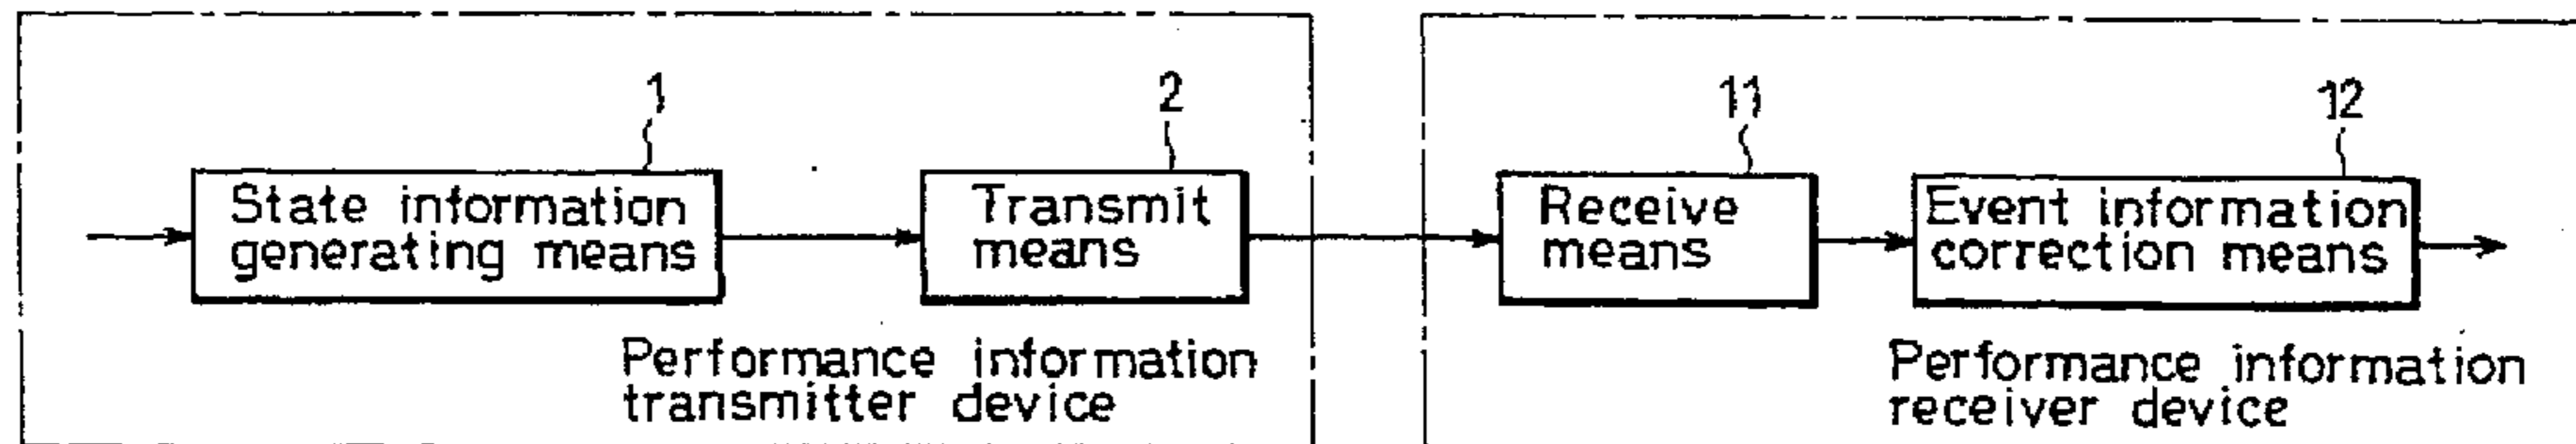 1
2
11
12
State information
generating means
Transmit
means
Receive
means
Event information
correction means
Performance information
transmitter device
Performance information
receiver device